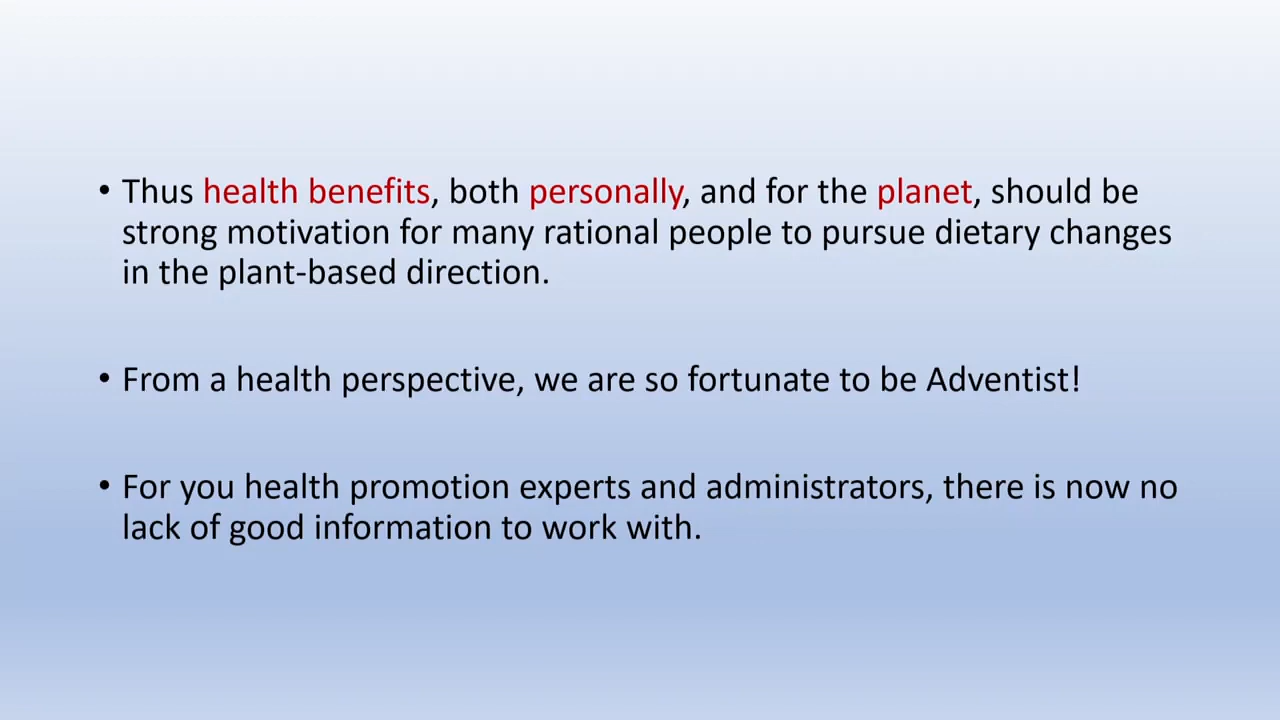 • Thus health benefits, both personally, and for the planet, should be
strong motivation for many rational people to pursue dietary changes
in the plant-based direction.
• From a health perspective, we are so fortunate to be Adventist!
• For you health promotion experts and administrators, there is now no
lack of good information to work with.